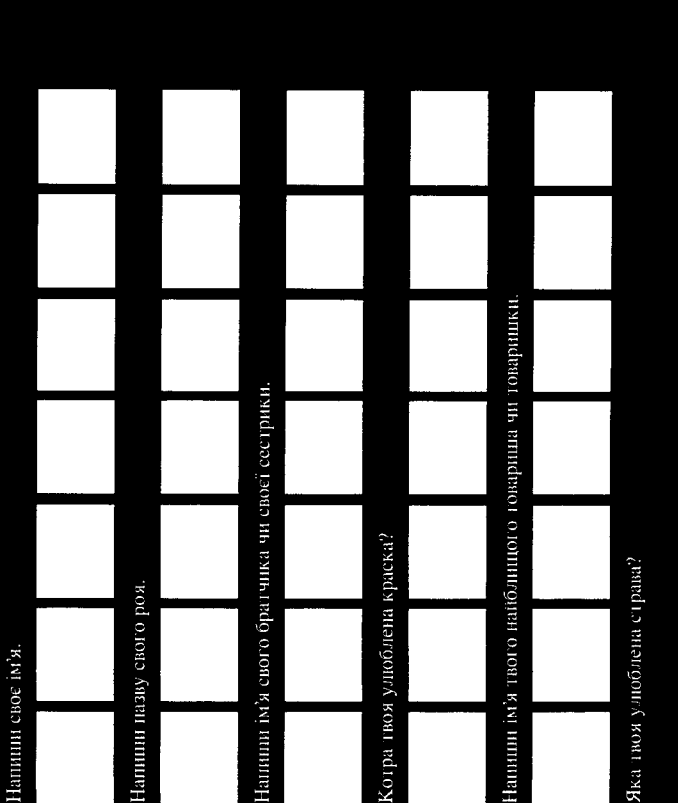 Напиши своє ім'я.
Напиши назву свого роя.
Напиши ім'я свого братчика чи своєї сестрики.
Котра твоя улюблена краска?
Напиши ім'я твого найблищого товариша чи товаришки.
Яка твоя улюблена страва?